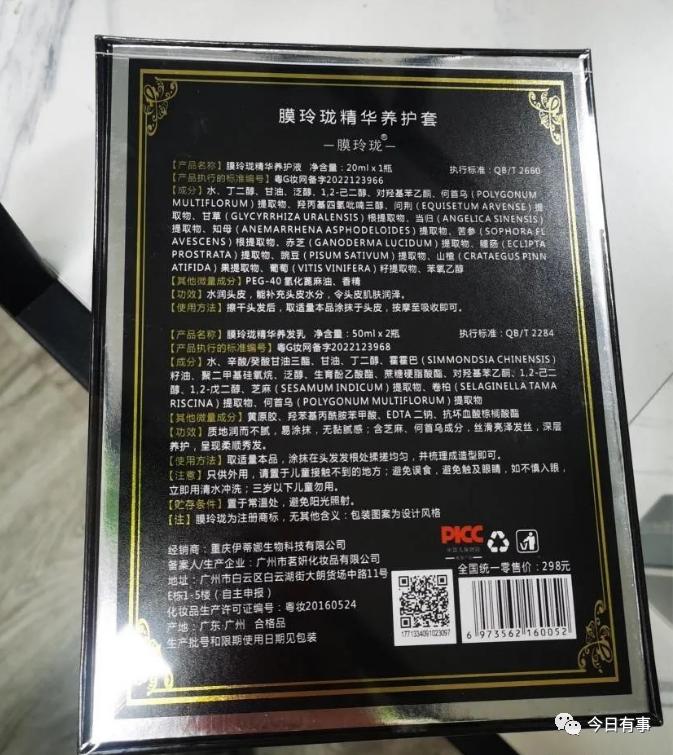 膜玲珑精华养护套
—膜玲珑®—
【产品名称】膜玲珑精华养护液 净含量：20ml×1瓶 执行标准：QB/T 2660
【产品执行的标准编号】粤G妆网备字2022123966
【成分】水、丁二醇、甘油、泛醇、1,2-己二醇、对羟基苯乙酮、何首乌（POLYGONUM
MULTIFLORUM）提取物、羟丙基四氢吡喃三醇、问荆（EQUISETUM ARVENSE）提
取物、甘草（GLYCYRRHIZA URALENSIS）根提取物、当归（ANGELICA SINENSIS）
提取物、知母（ANEMARRHENA ASPHODELOIDES）提取物、苦参（SOPHORA FL
AVESCENS）根提取物、赤芝（GANODERMA LUCIDUM）提取物、鳢肠（ECLIPTA
PROSTRATA）提取物、豌豆（PISUM SATIVUM）提取物、山楂（CRATAEGUS PINN
ATIFIDA）果提取物、葡萄（VITIS VINIFERA）籽提取物、苯氧乙醇
【其他微量成分】PEG-40 氢化蓖麻油、香精
【功效】水润头皮，能补充头皮水分，令头皮肌肤润泽。
【使用方法】擦干头发后，取适量本品涂抹于头皮，按摩至吸收即可。
【产品名称】膜玲珑精华养发乳 净含量：50ml×2瓶 执行标准：QB/T 2284
【产品执行的标准编号】粤G妆网备字2022123968
【成分】水、辛酸/癸酸甘油三酯、甘油、丁二醇、霍霍巴（SIMMONDSIA CHINENSIS）
籽油、聚二甲基硅氧烷、泛醇、生育酚乙酸酯、蔗糖硬脂酸酯、对羟基苯乙酮、1,2-己二
醇、1,2-戊二醇、芝麻（SESAMUM INDICUM）提取物、卷柏（SELAGINELLA TAMA
RISCINA）提取物、何首乌（POLYGONUM MULTIFLORUM）提取物
【其他微量成分】黄原胶、羟苯基丙酰胺苯甲酸、EDTA 二钠、抗坏血酸棕榈酸酯
【功效】质地润而不腻，易涂抹，无黏腻感；含芝麻、何首乌成分，丝滑亮泽发丝，深层
养护，呈现柔顺秀发。
【使用方法】取适量本品，涂抹在头发发根处揉搓均匀，并梳理成造型即可。
【注意】只供外用，请置于儿童接触不到的地方；避免误食，避免触及眼睛，如不慎入眼，
立即用清水冲洗；三岁以下儿童勿用。
【贮存条件】置于常温处，避免阳光照射。
【注】膜玲珑为注册商标，无其他含义；包装图案为设计风格
PICC
全国统一零售价：298元
经销商：重庆伊蒂娜生物科技有限公司
备案人/生产企业：广州市茗妍化妆品有限公司
地址：广州市白云区白云湖街大朗货场中路11号
E栋1-5楼（自主申报）
化妆品生产许可证编号：粤妆20160524
产地：广东·广州 合格品
生产批号和限期使用日期见包装
1771334091023097
6 973562 160052
今日有事